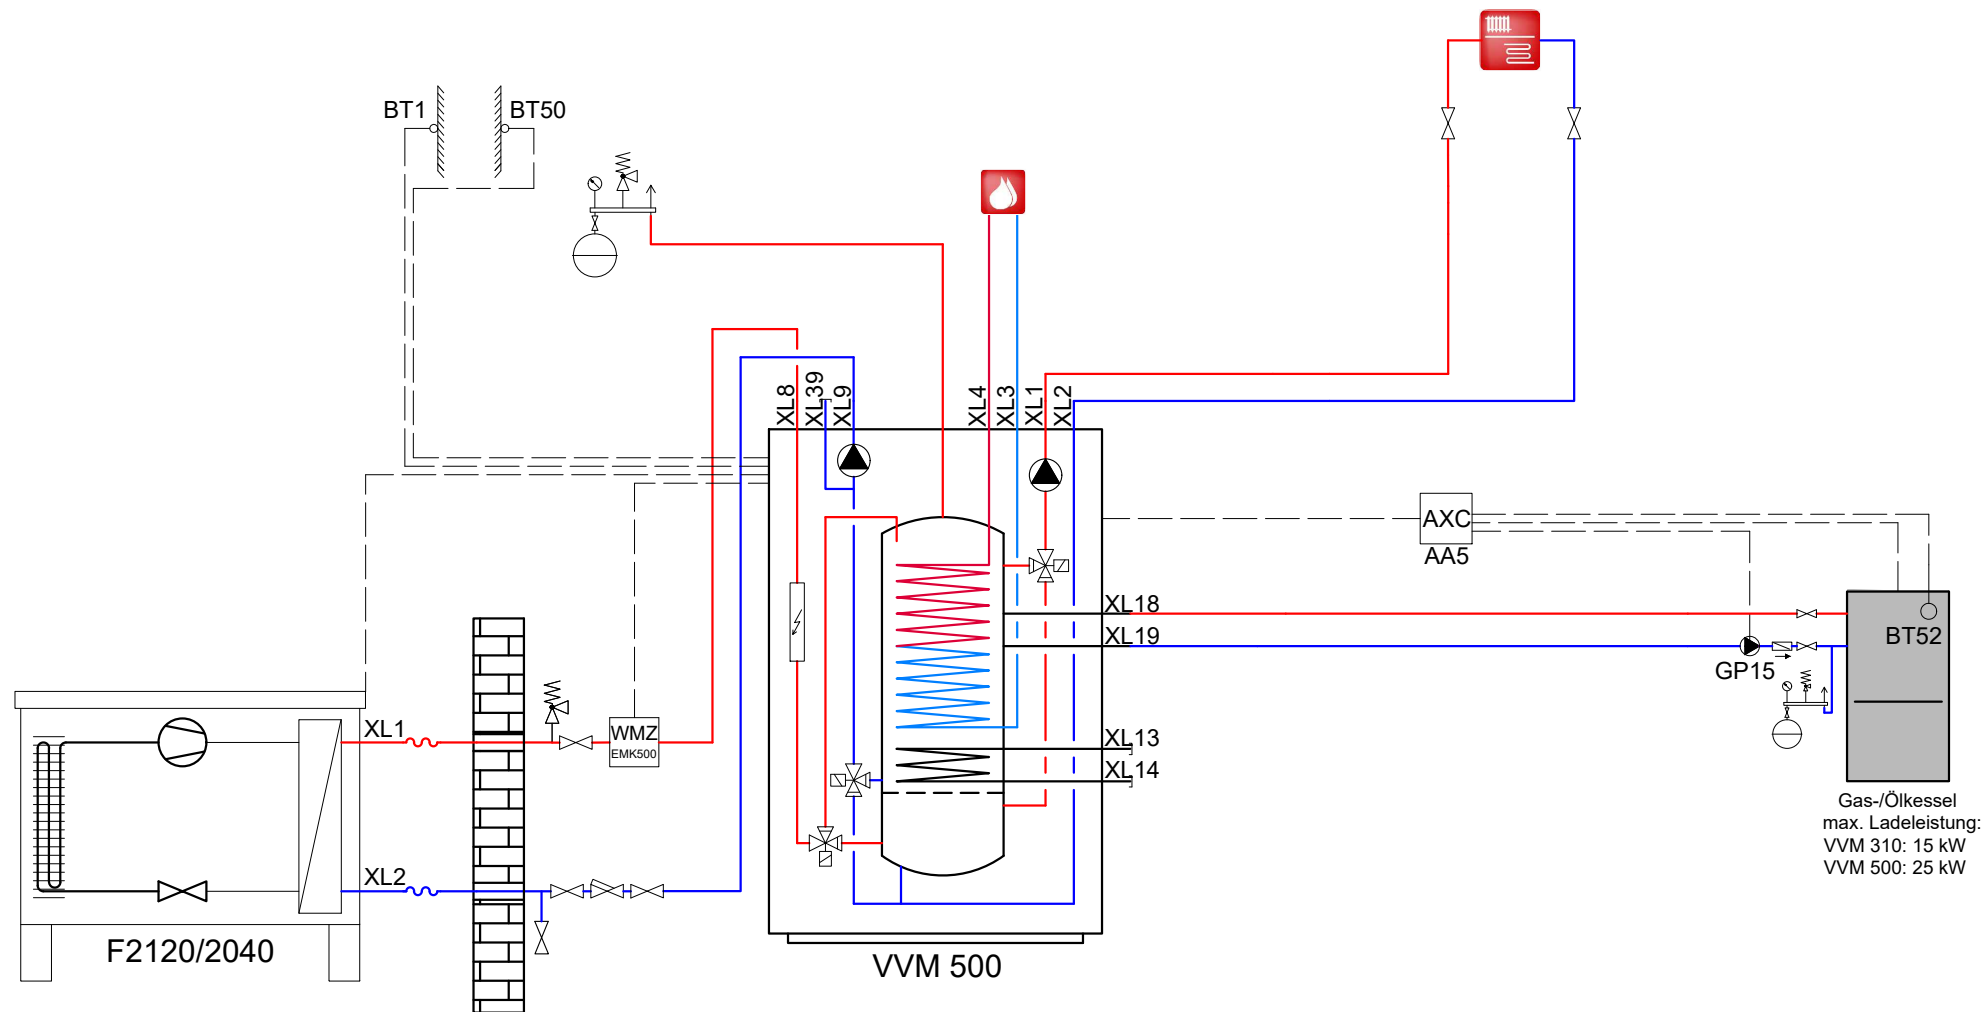 BT1
BT50
XL8
XL39
XL9
XL4
XL3
XL1
XL2
AXC
AA5
XL18
XL19
BT52
GP15
XL1
WMZ
EMK500
XL13
XL14
Gas-/Ölkessel
max. Ladeleistung:
VVM 310: 15 kW
VVM 500: 25 kW
XL2
F2120/2040
VVM 500